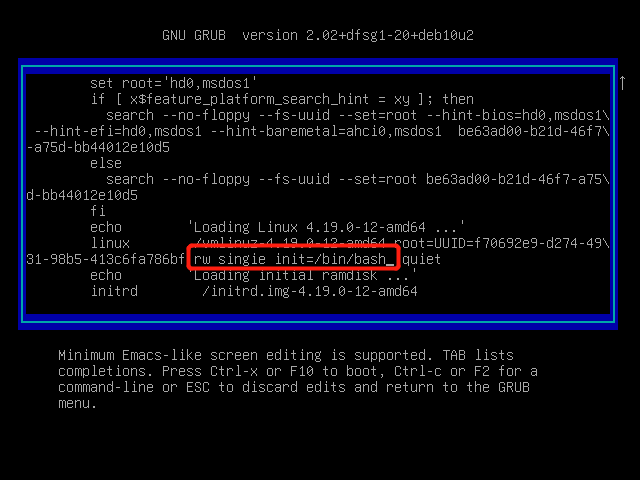 GNU GRUB version 2.02+dfsg1-20+deb10u2
set root='hd0,msdos1'
if [ x$feature_platform_search_hint = xy ]; then
search --no-floppy --fs-uuid --set=root --hint-bios=hd0,msdos1\
--hint-efi=hd0,msdos1 --hint-baremetal=ahci0,msdos1 be63ad00-b21d-46f7\
-a75d-bb44012e10d5
else
search --no-floppy --fs-uuid --set=root be63ad00-b21d-46f7-a75\
d-bb44012e10d5
fi
echo 'Loading Linux 4.19.0-12-amd64 ...'
linux /vmlinuz-4.19.0-12-amd64 root=UUID=f70692e9-d274-49\
31-98b5-413c6fa786bf rw singie init=/bin/bash_ quiet
echo 'Loading initial ramdisk ...'
initrd /initrd.img-4.19.0-12-amd64
Minimum Emacs-like screen editing is supported. TAB lists
completions. Press Ctrl-x or F10 to boot, Ctrl-c or F2 for a
command-line or ESC to discard edits and return to the GRUB
menu.